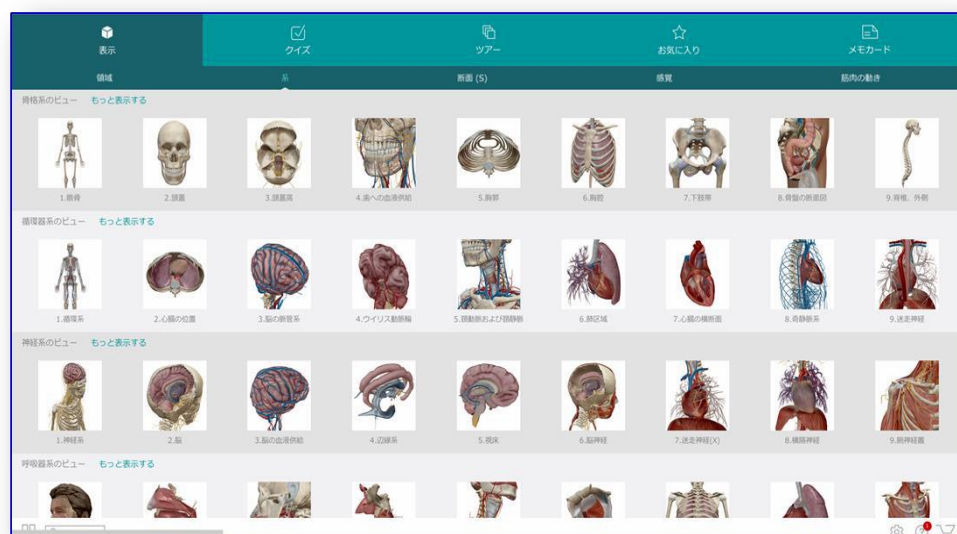 表示
クイズ
ツアー
お気に入り
メモカード
領域
系
断面 (S)
感覚
筋肉の動き
骨格系のビュー もっと表示する
1.骸骨
2.頭蓋
3.頭蓋底
4.歯への血液供給
5.胸郭
6.胸腔
7.下肢帯
8.骨盤の断面図
9.脊椎、外側
循環器系のビュー もっと表示する
1.循環系
2.心臓の位置
3.脳の脈管系
4.ウイリス動脈輪
5.頚動脈および頚静脈
6.肺区域
7.心臓の横断面
8.奇静脈系
9.迷走神経
神経系のビュー もっと表示する
1.神経系
2.脳
3.脳の血液供給
4.辺縁系
5.視床
6.脳神経
7.迷走神経(X)
8.横隔神経
9.腕神経叢
呼吸器系のビュー もっと表示する